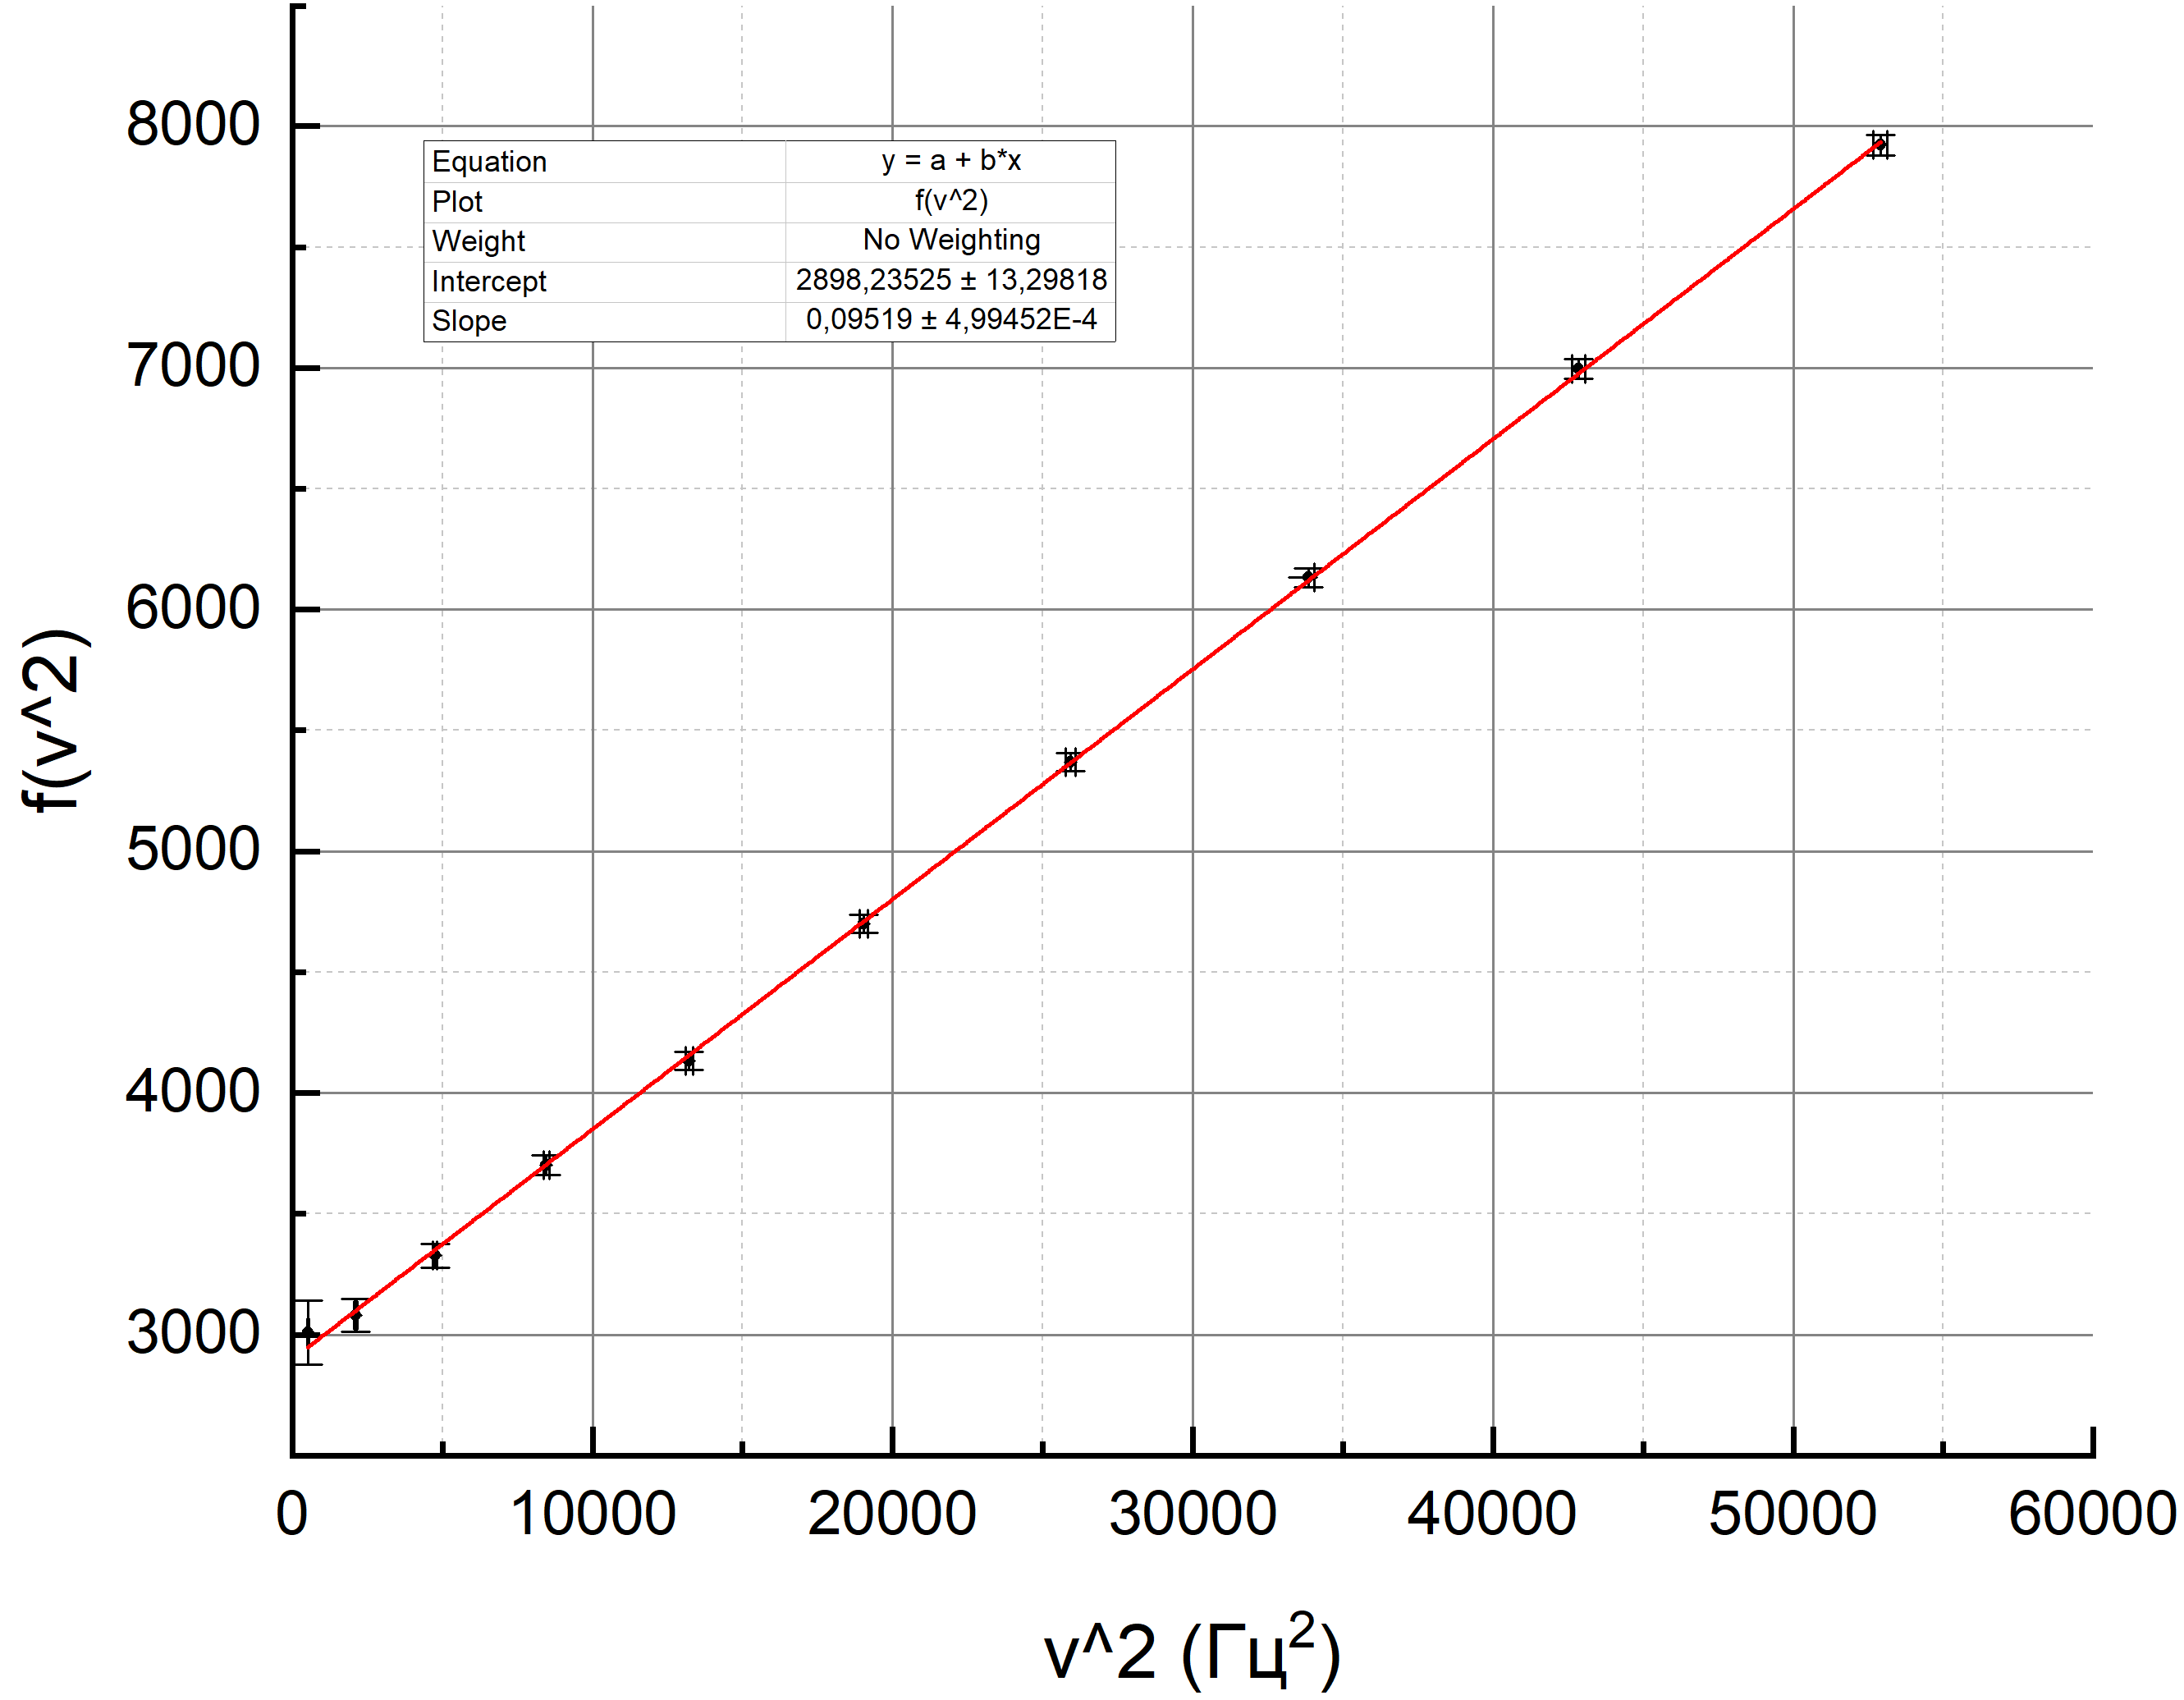 8000
7000
6000
5000
4000
3000
f(v^2)
Equation y = a + b*x
Plot f(v^2)
Weight No Weighting
Intercept 2898,23525 ± 13,29818
Slope 0,09519 ± 4,99452E-4
0 10000 20000 30000 40000 50000 60000
v^2 (Гц²)